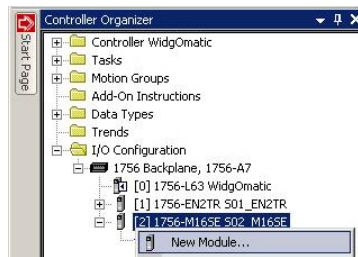 Controller Organizer
Start Page
Controller WidgOmatic
Tasks
Motion Groups
Add-On Instructions
Data Types
Trends
I/O Configuration
1756 Backplane, 1756-A7
[0] 1756-L63 WidgOmatic
[1] 1756-EN2TR S01_EN2TR
[2] 1756-M16SE S02_M16SE
New Module...